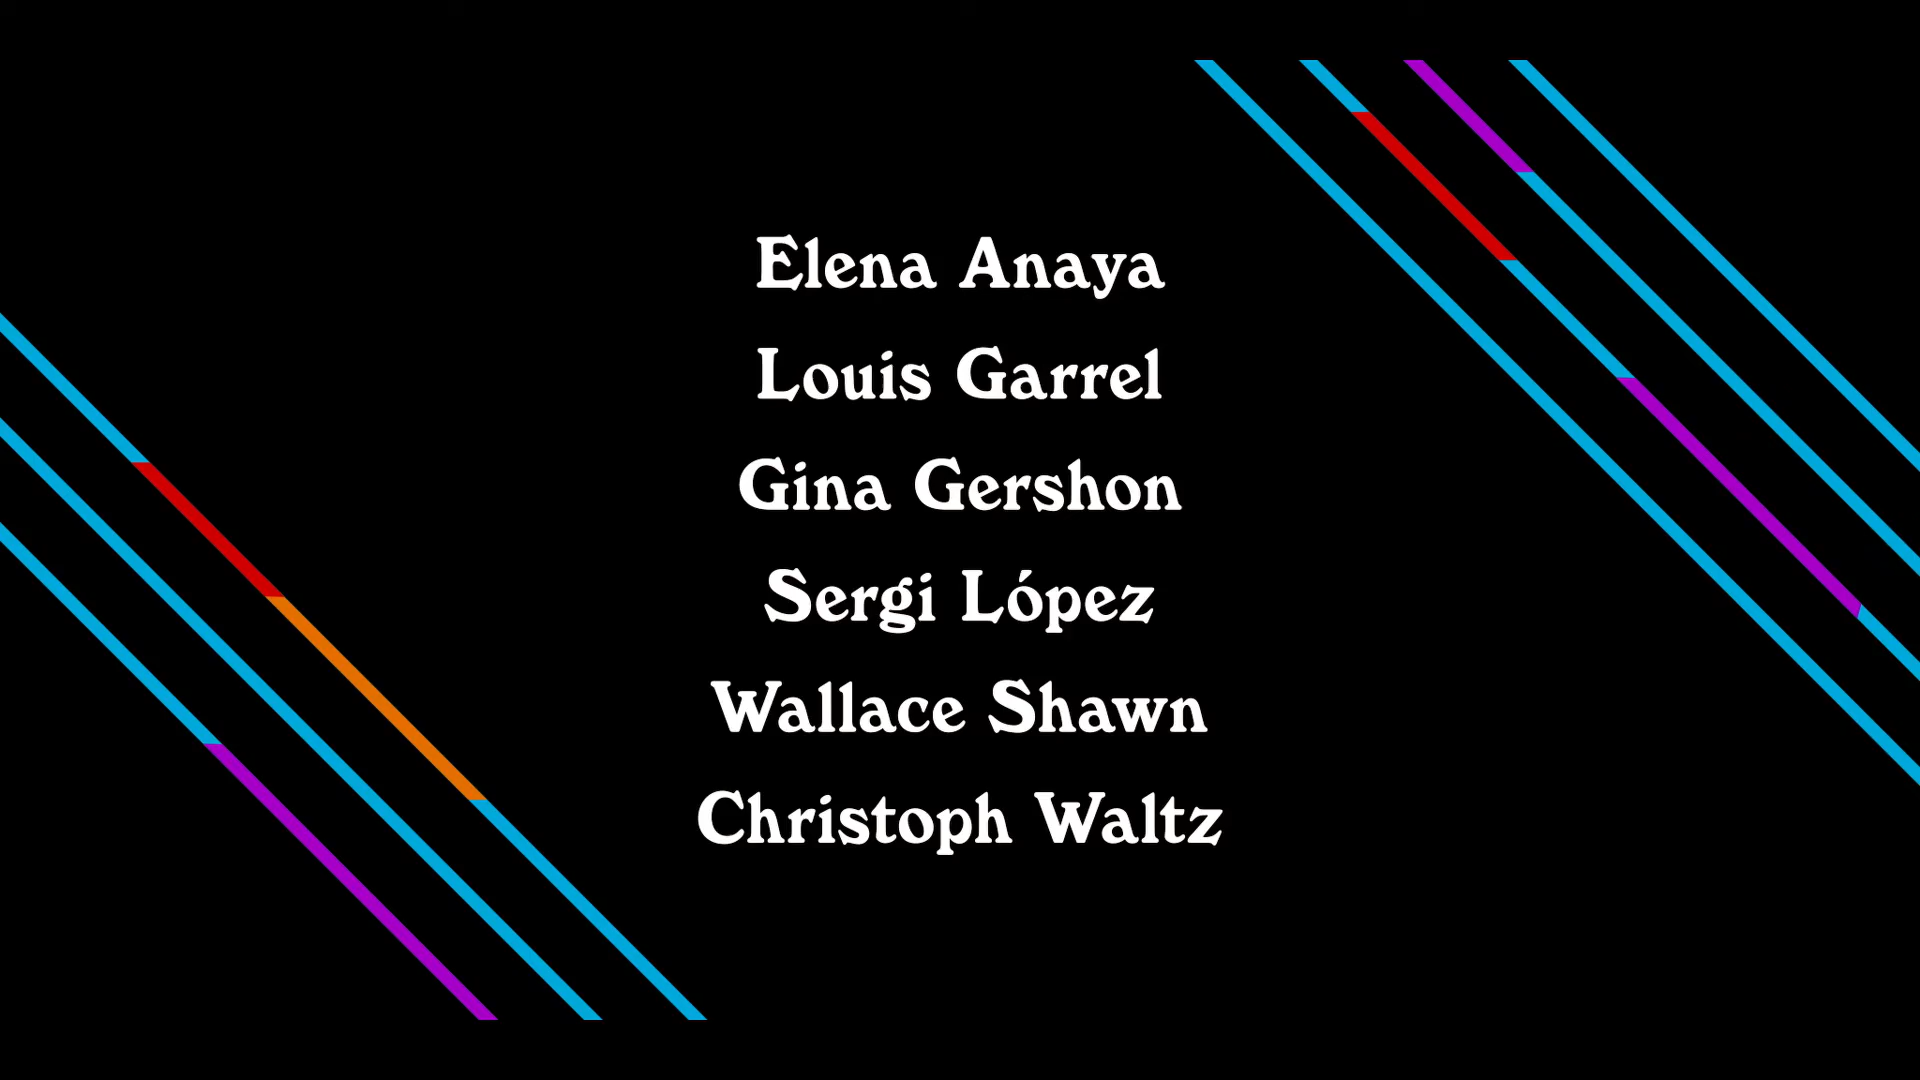 Elena Anaya
Louis Garrel
Gina Gershon
Sergi López
Wallace Shawn
Christoph Waltz